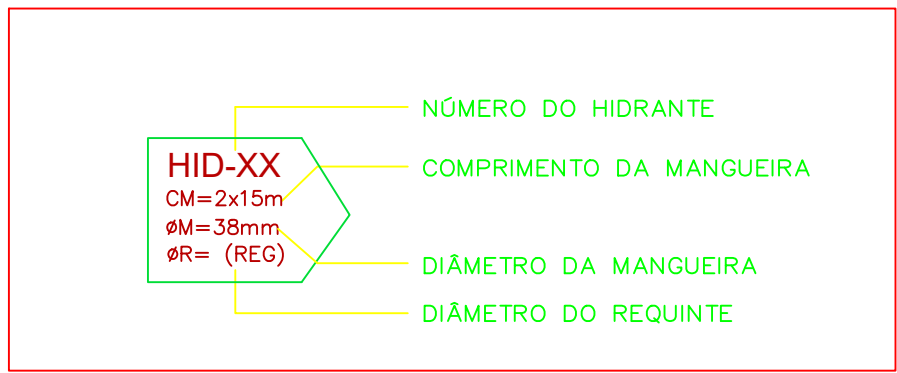 NÚMERO DO HIDRANTE
HID-XX
COMPRIMENTO DA MANGUEIRA
CM=2x15m
øM=38mm
øR= (REG)
DIÂMETRO DA MANGUEIRA
DIÂMETRO DO REQUINTE